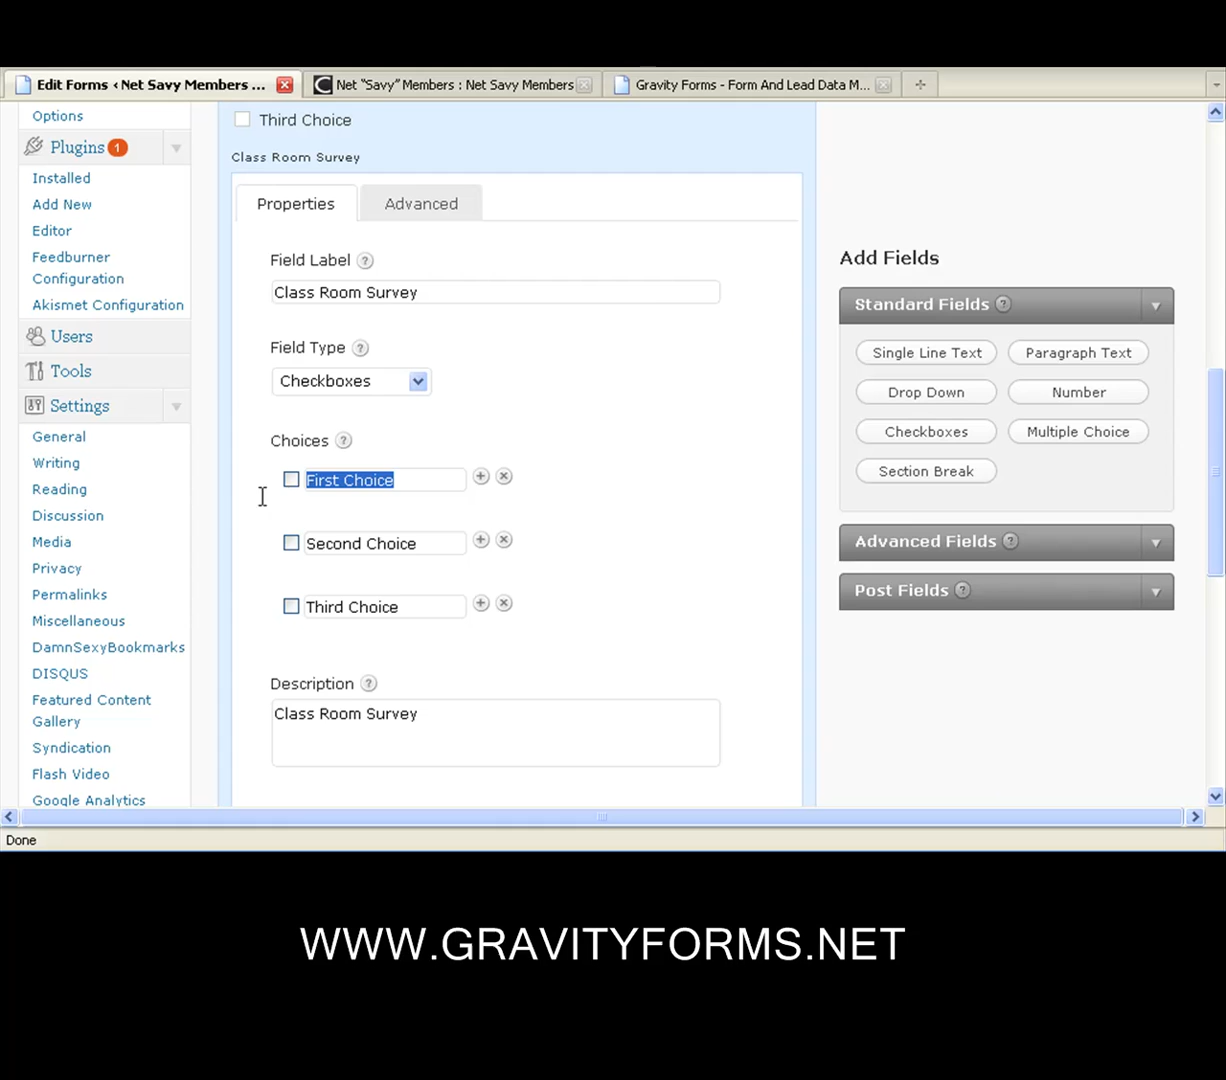 Edit Forms ‹ Net Savy Members ...
Net "Savy" Members : Net Savy Members
Gravity Forms - Form And Lead Data M...
Options
Plugins 1
Installed
Add New
Editor
Feedburner
Configuration
Akismet Configuration
Users
Tools
Settings
General
Writing
Reading
Discussion
Media
Privacy
Permalinks
Miscellaneous
DamnSexyBookmarks
DISQUS
Featured Content
Gallery
Syndication
Flash Video
Google Analytics
Third Choice
Class Room Survey
Properties
Advanced
Field Label ?
Class Room Survey
Field Type ?
Checkboxes
Choices ?
First Choice
Second Choice
Third Choice
Description ?
Class Room Survey
Add Fields
Standard Fields ?
Single Line Text
Paragraph Text
Drop Down
Number
Checkboxes
Multiple Choice
Section Break
Advanced Fields ?
Post Fields ?
Done
WWW.GRAVITYFORMS.NET